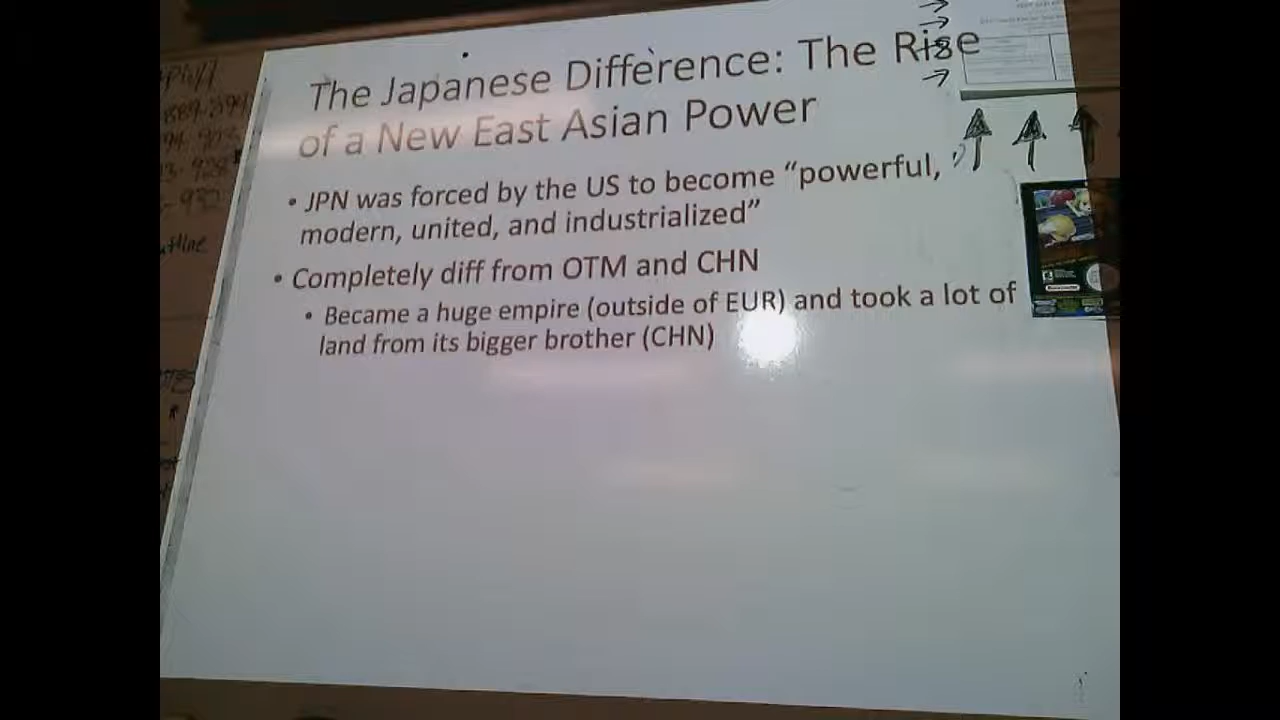 The Japanese Difference: The Rise
of a New East Asian Power
• JPN was forced by the US to become “powerful,
modern, united, and industrialized”
• Completely diff from OTM and CHN
• Became a huge empire (outside of EUR) and took a lot of
land from its bigger brother (CHN)